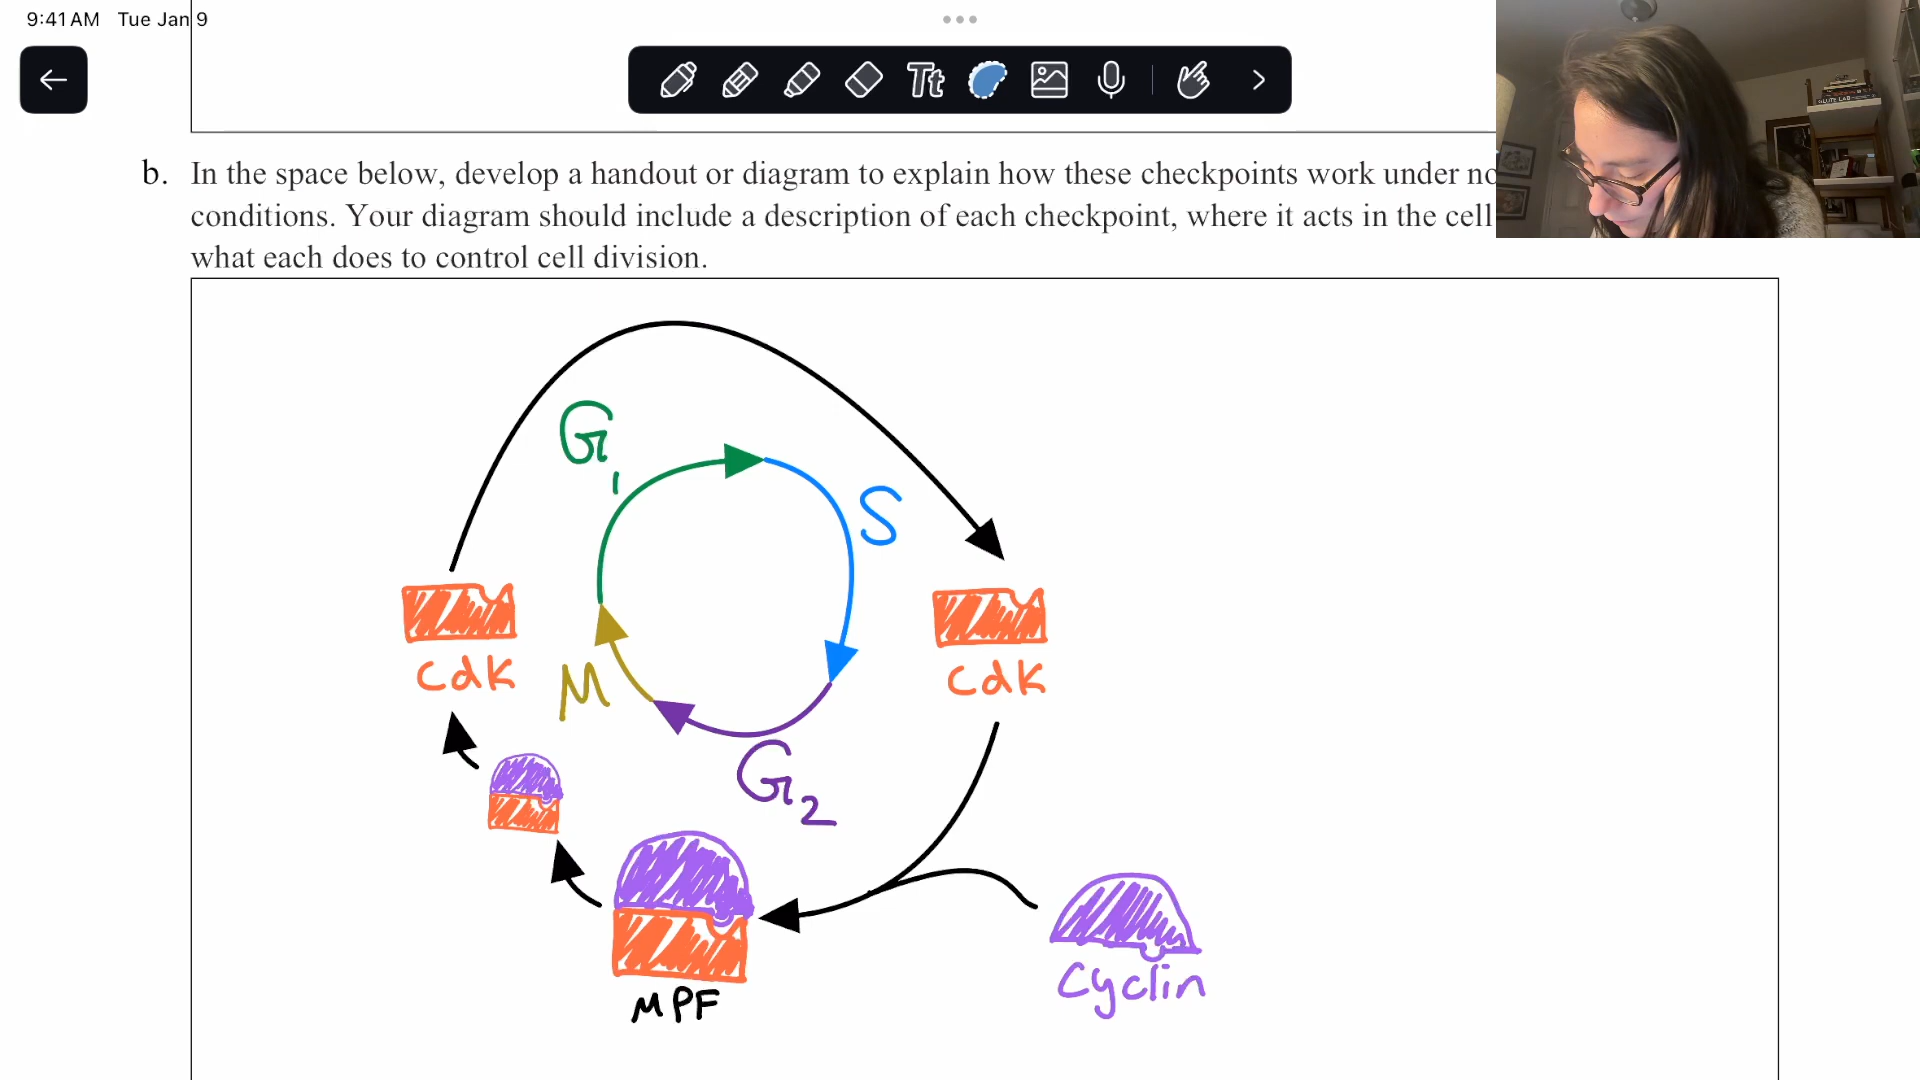 9:41 AM Tue Jan 9
Tt
b. In the space below, develop a handout or diagram to explain how these checkpoints work under no
conditions. Your diagram should include a description of each checkpoint, where it acts in the cell
what each does to control cell division.
G1
S
Cdk
Cdk
M
G2
Cyclin
MPF